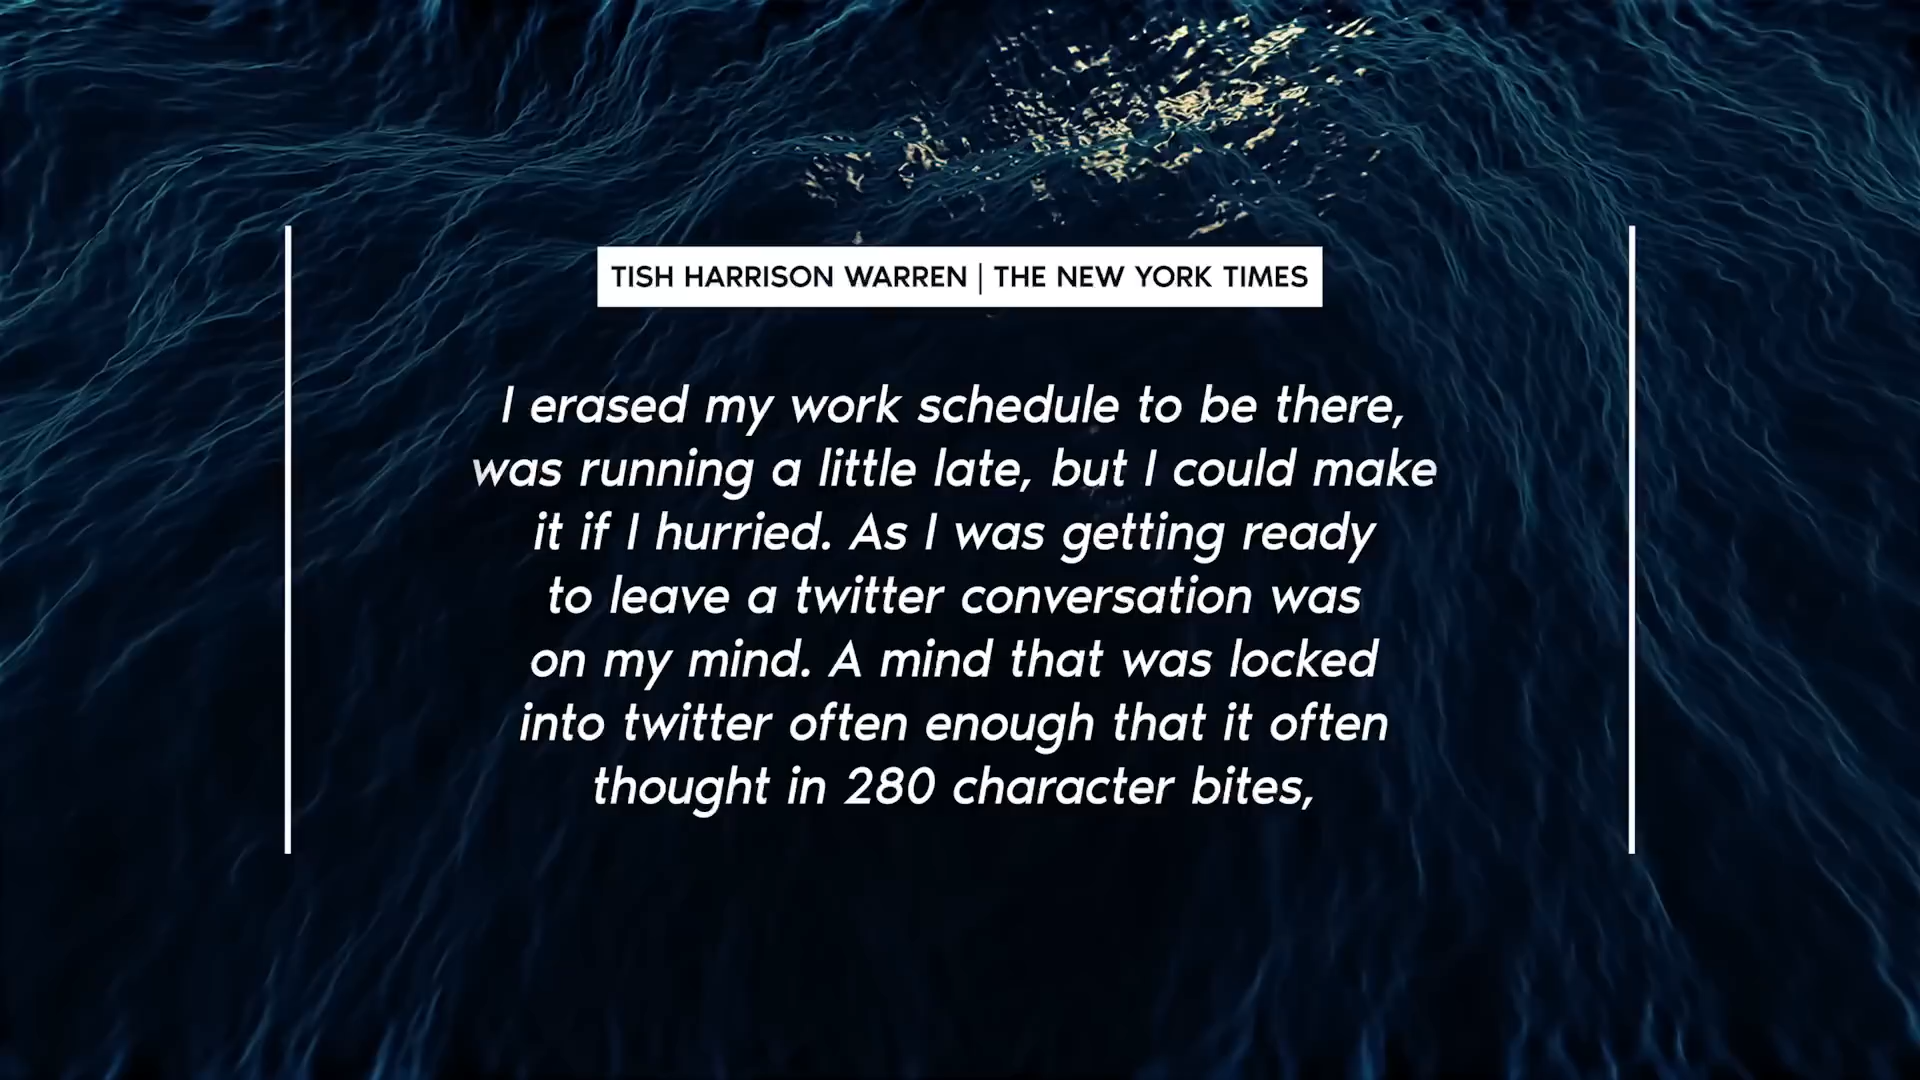 TISH HARRISON WARREN | THE NEW YORK TIMES
I erased my work schedule to be there,
was running a little late, but I could make
it if I hurried. As I was getting ready
to leave a twitter conversation was
on my mind. A mind that was locked
into twitter often enough that it often
thought in 280 character bites,